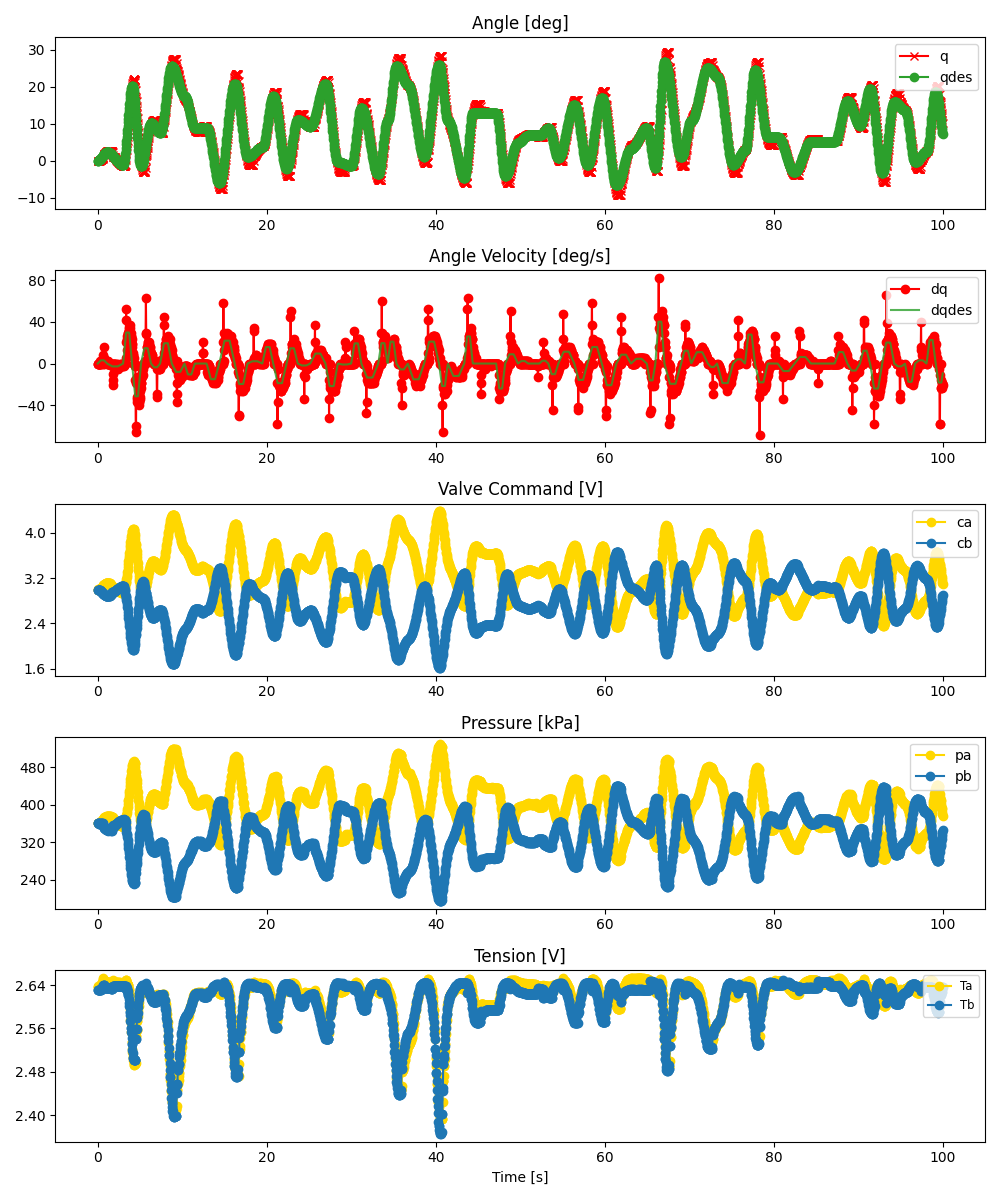 Angle [deg]
30
20
10
0
−10
q
qdes
0 20 40 60 80 100
Angle Velocity [deg/s]
80
40
0
−40
dq
dqdes
0 20 40 60 80 100
Valve Command [V]
4.0
3.2
2.4
1.6
ca
cb
0 20 40 60 80 100
Pressure [kPa]
480
400
320
240
pa
pb
0 20 40 60 80 100
Tension [V]
2.64
2.56
2.48
2.40
Ta
Tb
0 20 40 60 80 100
Time [s]